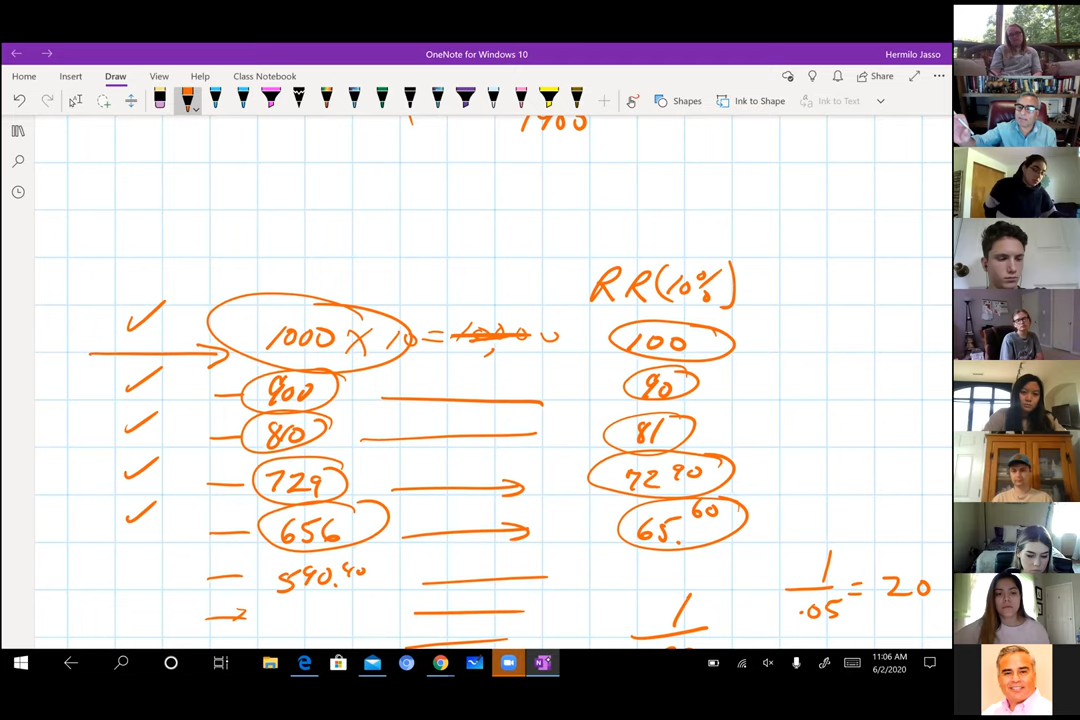 OneNote for Windows 10
Hermilo Jasso
Home Insert Draw View Help Class Notebook
Share
Shapes Ink to Shape Ink to Text
1900
RR(10%)
1000 X 10 = 0
100
900
90
810
81
729
72 90
656
65. 60
590.40
1
.05 = 20
1
11:06 AM
6/2/2020